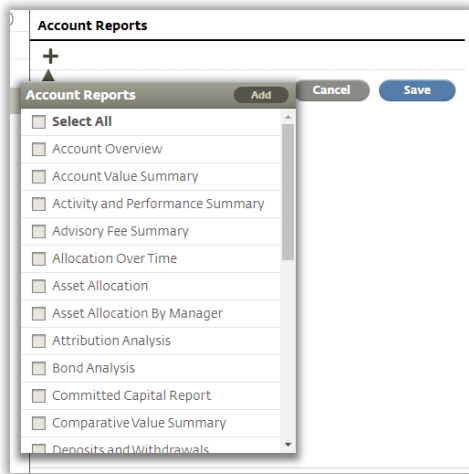 Account Reports
+
Account Reports Add
Cancel Save
Select All
Account Overview
Account Value Summary
Activity and Performance Summary
Advisory Fee Summary
Allocation Over Time
Asset Allocation
Asset Allocation By Manager
Attribution Analysis
Bond Analysis
Committed Capital Report
Comparative Value Summary
Deposits and Withdrawals